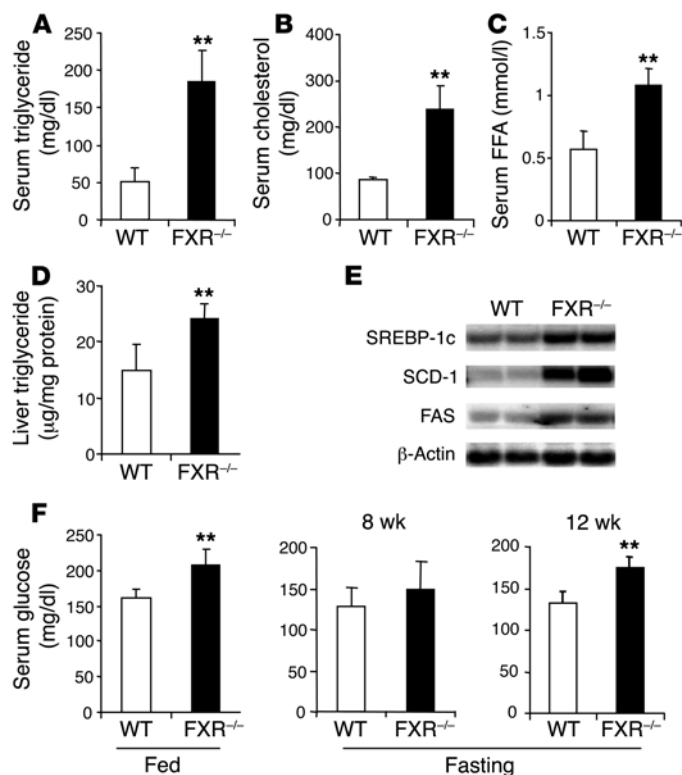 A
Serum triglyceride
(mg/dl)
250
200
150
100
50
0
**
WT
FXR−/−
B
Serum cholesterol
(mg/dl)
400
300
200
100
0
**
WT
FXR−/−
C
Serum FFA (mmol/l)
1.5
1
0.5
0
**
WT
FXR−/−
D
Liver triglyceride
(μg/mg protein)
30
20
10
0
**
WT
FXR−/−
E
WT FXR−/−
SREBP-1c
SCD-1
FAS
β-Actin
F
Serum glucose
(mg/dl)
250
200
150
100
50
0
**
WT
FXR−/−
Fed
8 wk
200
150
100
50
0
WT
FXR−/−
12 wk
200
150
100
50
0
**
WT
FXR−/−
Fasting